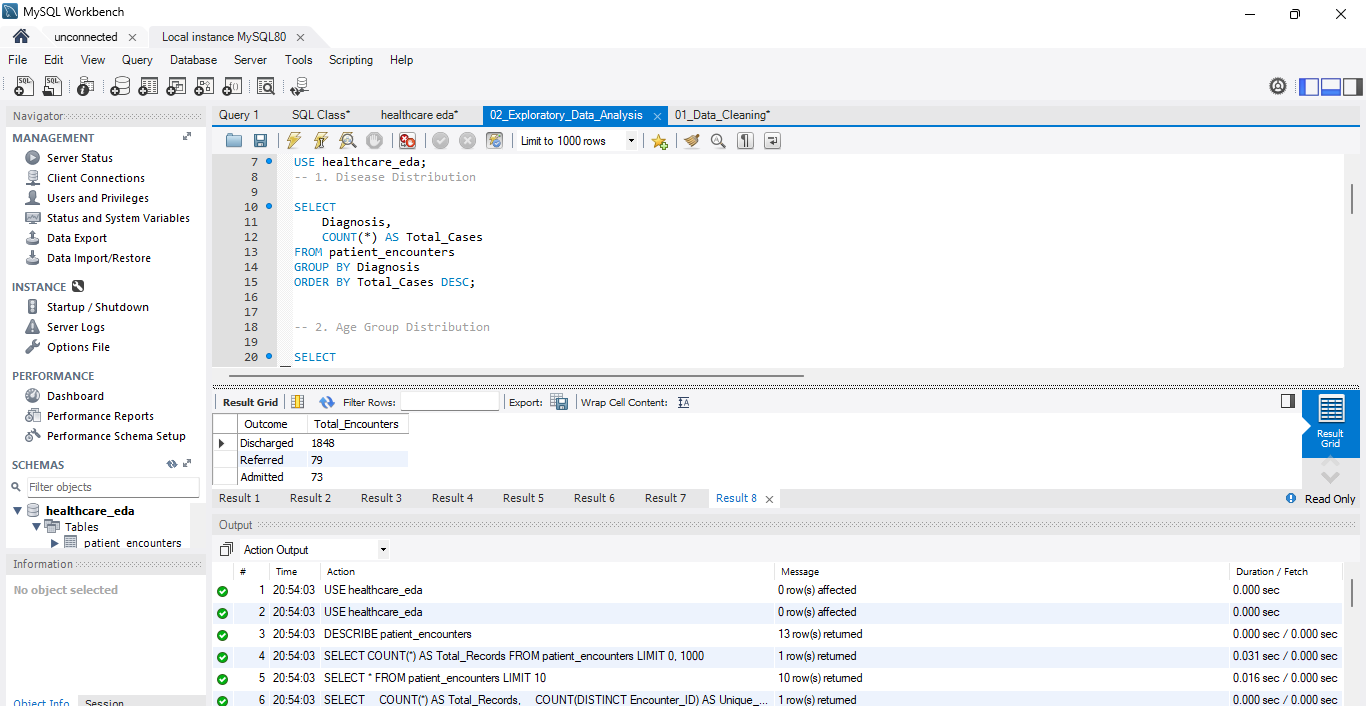 MySQL Workbench
unconnected
Local instance MySQL80
File Edit View Query Database Server Tools Scripting Help
Navigator
MANAGEMENT
Server Status
Client Connections
Users and Privileges
Status and System Variables
Data Export
Data Import/Restore
INSTANCE
Startup / Shutdown
Server Logs
Options File
PERFORMANCE
Dashboard
Performance Reports
Performance Schema Setup
SCHEMAS
Filter objects
healthcare_eda
Tables
patient_encounters
Information
No object selected
Object Info Session
Query 1 SQL Class* healthcare eda* 02_Exploratory_Data_Analysis 01_Data_Cleaning*
Limit to 1000 rows
7 USE healthcare_eda;
8 -- 1. Disease Distribution
9
10 SELECT
11 Diagnosis,
12 COUNT(*) AS Total_Cases
13 FROM patient_encounters
14 GROUP BY Diagnosis
15 ORDER BY Total_Cases DESC;
16
17
18 -- 2. Age Group Distribution
19
20 SELECT
Result Grid Filter Rows: Export: Wrap Cell Content:
Outcome Total_Encounters
Discharged 1848
Referred 79
Admitted 73
Result Grid
Result 1 Result 2 Result 3 Result 4 Result 5 Result 6 Result 7 Result 8
Read Only
Output
Action Output
# Time Action Message Duration / Fetch
1 20:54:03 USE healthcare_eda 0 row(s) affected 0.000 sec
2 20:54:03 USE healthcare_eda 0 row(s) affected 0.000 sec
3 20:54:03 DESCRIBE patient_encounters 13 row(s) returned 0.000 sec / 0.000 sec
4 20:54:03 SELECT COUNT(*) AS Total_Records FROM patient_encounters LIMIT 0, 1000 1 row(s) returned 0.031 sec / 0.000 sec
5 20:54:03 SELECT * FROM patient_encounters LIMIT 10 10 row(s) returned 0.016 sec / 0.000 sec
6 20:54:03 SELECT COUNT(*) AS Total_Records, COUNT(DISTINCT Encounter_ID) AS Unique_... 1 row(s) returned 0.000 sec / 0.000 sec